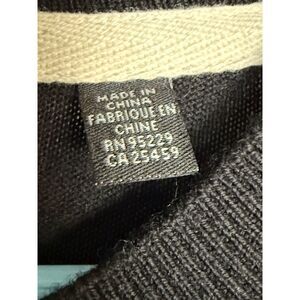 MADE IN
CHINA
FABRIQUE EN
CHINE
RN 95229
CA 25459